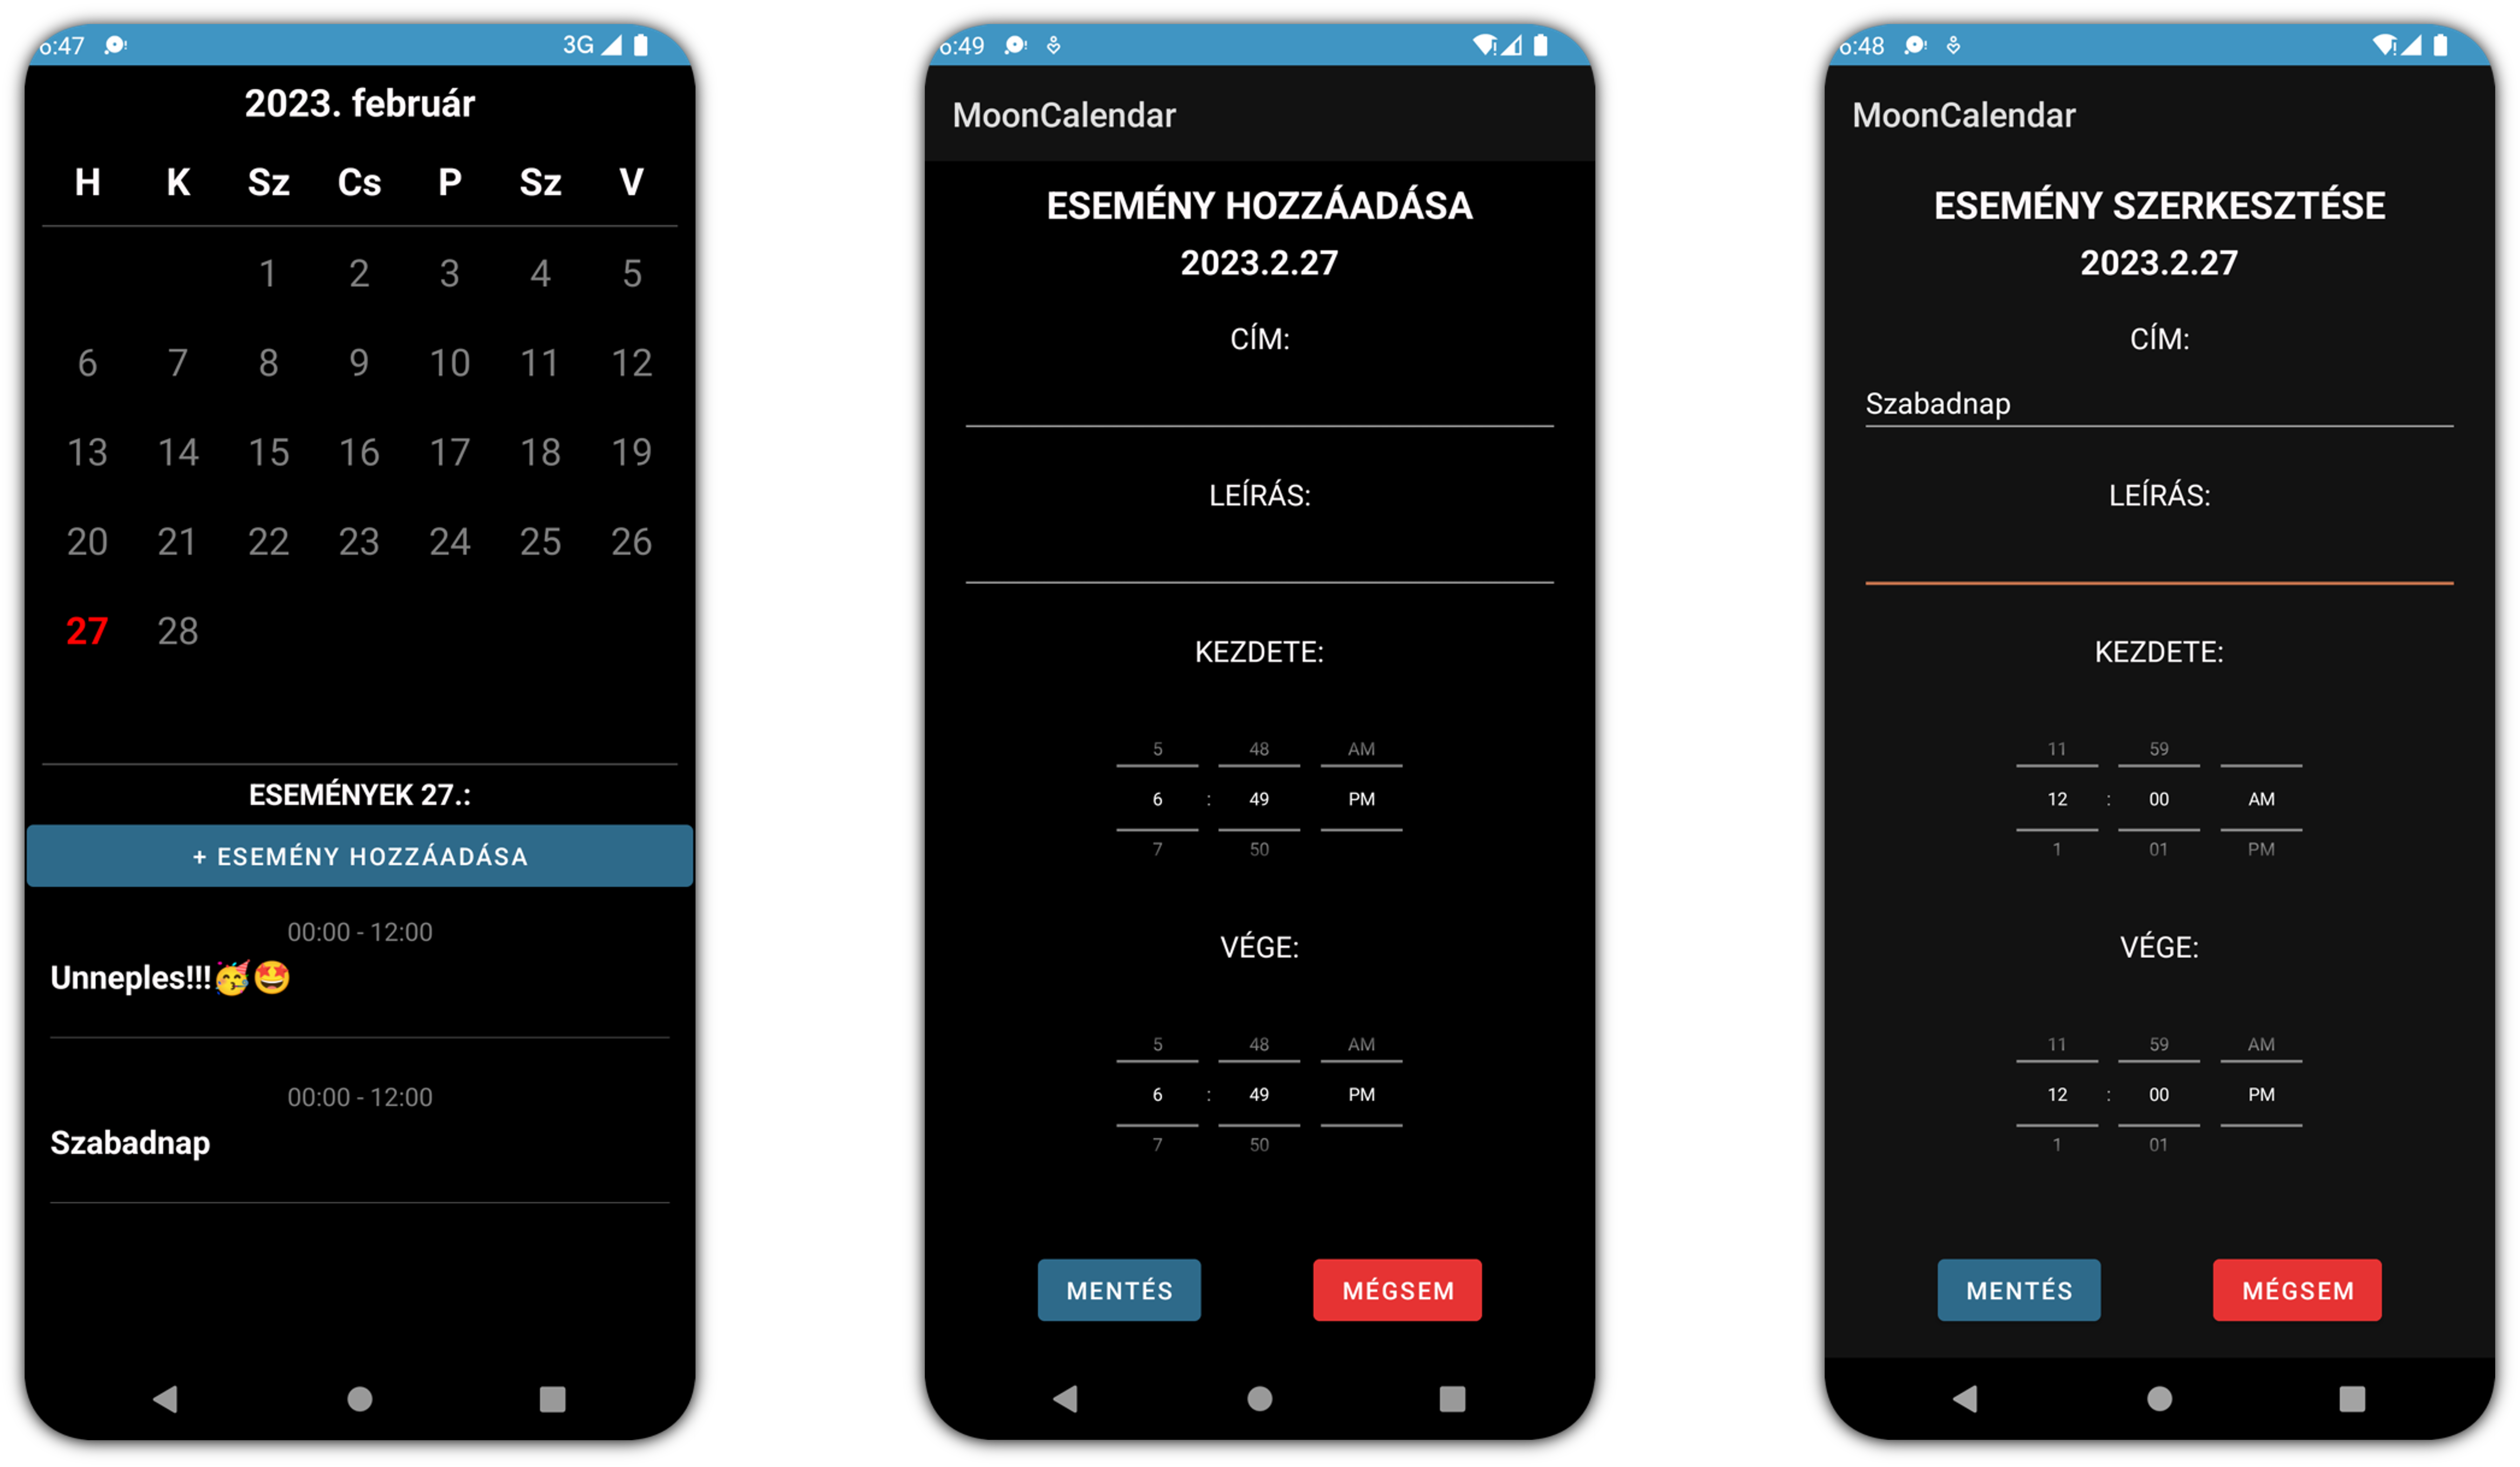 6:47 3G
2023. február
H K Sz Cs P Sz V
1 2 3 4 5
6 7 8 9 10 11 12
13 14 15 16 17 18 19
20 21 22 23 24 25 26
27 28
ESEMÉNYEK 27.:
+ ESEMÉNY HOZZÁADÁSA
00:00 - 12:00
Unneples!!!🥳🤩
00:00 - 12:00
Szabadnap
6:49
MoonCalendar
ESEMÉNY HOZZÁADÁSA
2023.2.27
CÍM:
LEÍRÁS:
KEZDETE:
5 48 AM
6 : 49 PM
7 50
VÉGE:
5 48 AM
6 : 49 PM
7 50
MENTÉS MÉGSEM
6:48
MoonCalendar
ESEMÉNY SZERKESZTÉSE
2023.2.27
CÍM:
Szabadnap
LEÍRÁS:
KEZDETE:
11 59
12 : 00 AM
1 01 PM
VÉGE:
11 59 AM
12 : 00 PM
1 01
MENTÉS MÉGSEM